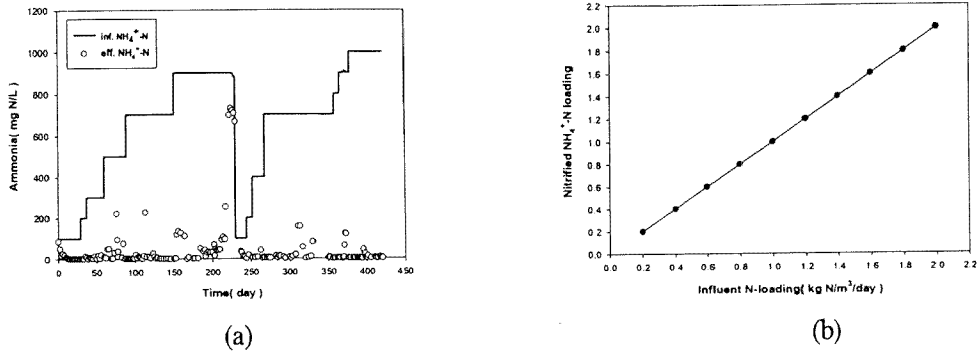 inf. NH₄⁺-N
eff. NH₄⁺-N
Ammonia( mg N/L)
1200
1000
800
600
400
200
0
0 50 100 150 200 250 300 350 400 450
Time( day )
(a)
Nitrified NH₄⁺-N loading
2.2
2.0
1.8
1.6
1.4
1.2
1.0
0.8
0.6
0.4
0.2
0.0
0.0 0.2 0.4 0.6 0.8 1.0 1.2 1.4 1.6 1.8 2.0 2.2
Influent N-loading( kg N/m³/day )
(b)